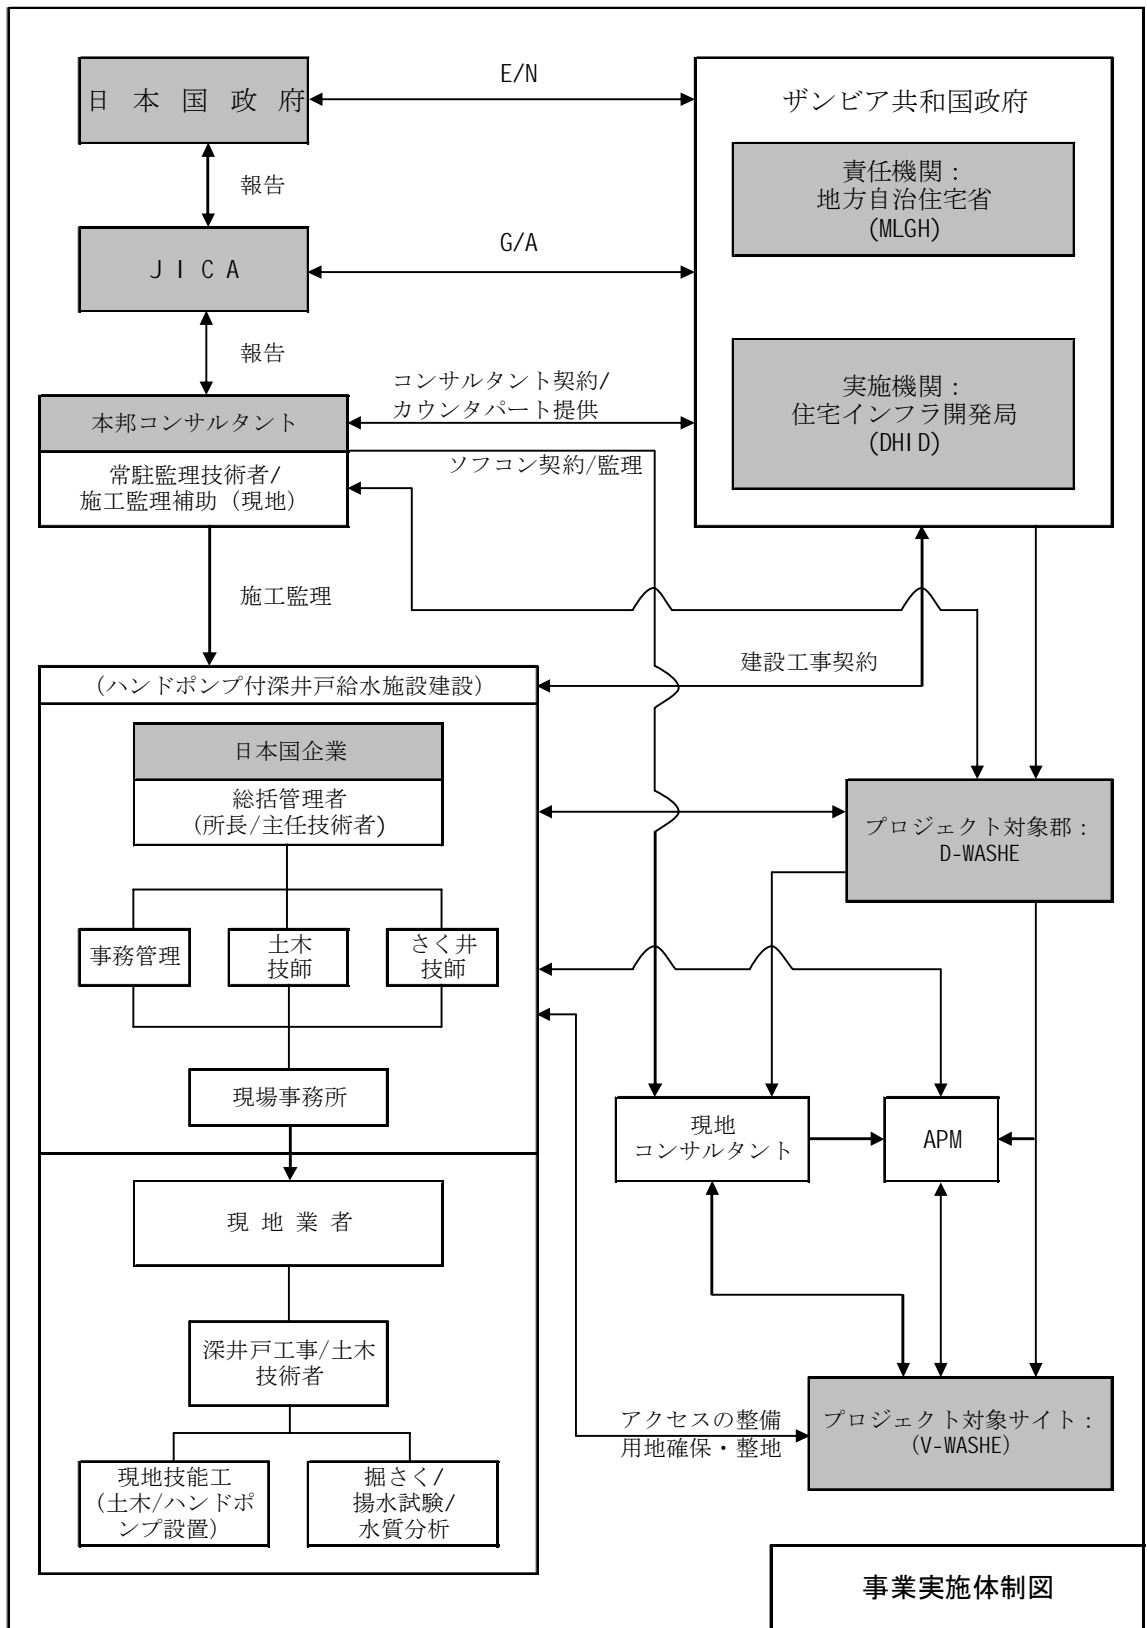 日本国政府
E/N
ザンビア共和国政府
責任機関：
地方自治住宅省
(MLGH)
報告
JICA
G/A
報告
実施機関：
住宅インフラ開発局
(DHID)
コンサルタント契約/
カウンタパート提供
本邦コンサルタント
常駐監理技術者/
施工監理補助（現地）
ソフコン契約/監理
施工監理
建設工事契約
(ハンドポンプ付深井戸給水施設建設)
日本国企業
総括管理者
(所長/主任技術者)
プロジェクト対象郡：
D-WASHE
事務管理
土木
技師
さく井
技師
現場事務所
現地
コンサルタント
APM
現地業者
深井戸工事/土木
技術者
アクセスの整備
用地確保・整地
プロジェクト対象サイト：
(V-WASHE)
現地技能工
(土木/ハンドポ
ンプ設置)
掘さく/
揚水試験/
水質分析
事業実施体制図